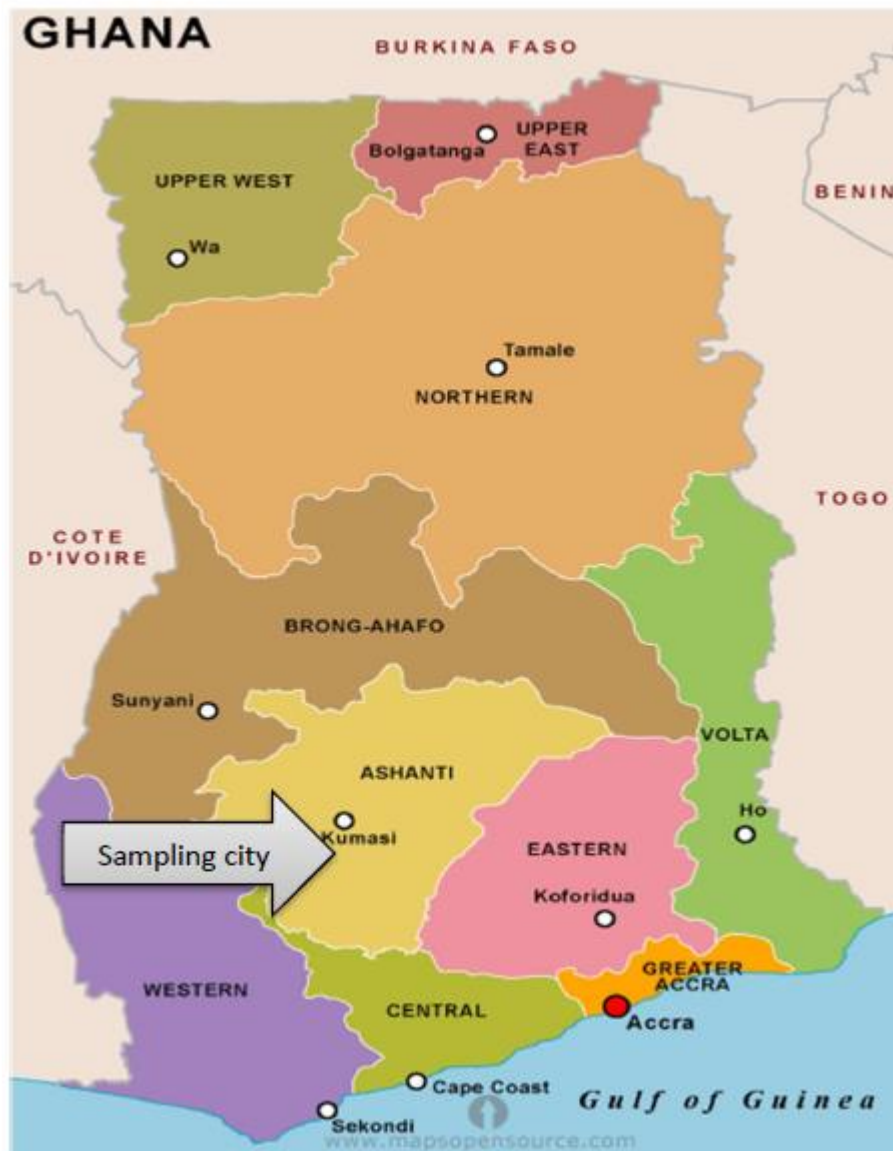 GHANA
BURKINA FASO
Bolgatanga
UPPER
EAST
UPPER WEST
BENIN
Wa
Tamale
NORTHERN
TOGO
COTE
D'IVOIRE
BRONG-AHAFO
Sunyani
VOLTA
ASHANTI
Ho
Kumasi
Sampling city
EASTERN
Koforidua
GREATER
ACCRA
WESTERN
CENTRAL
Accra
Cape Coast
Gulf of Guinea
Sekondi
www.mapsopensource.com